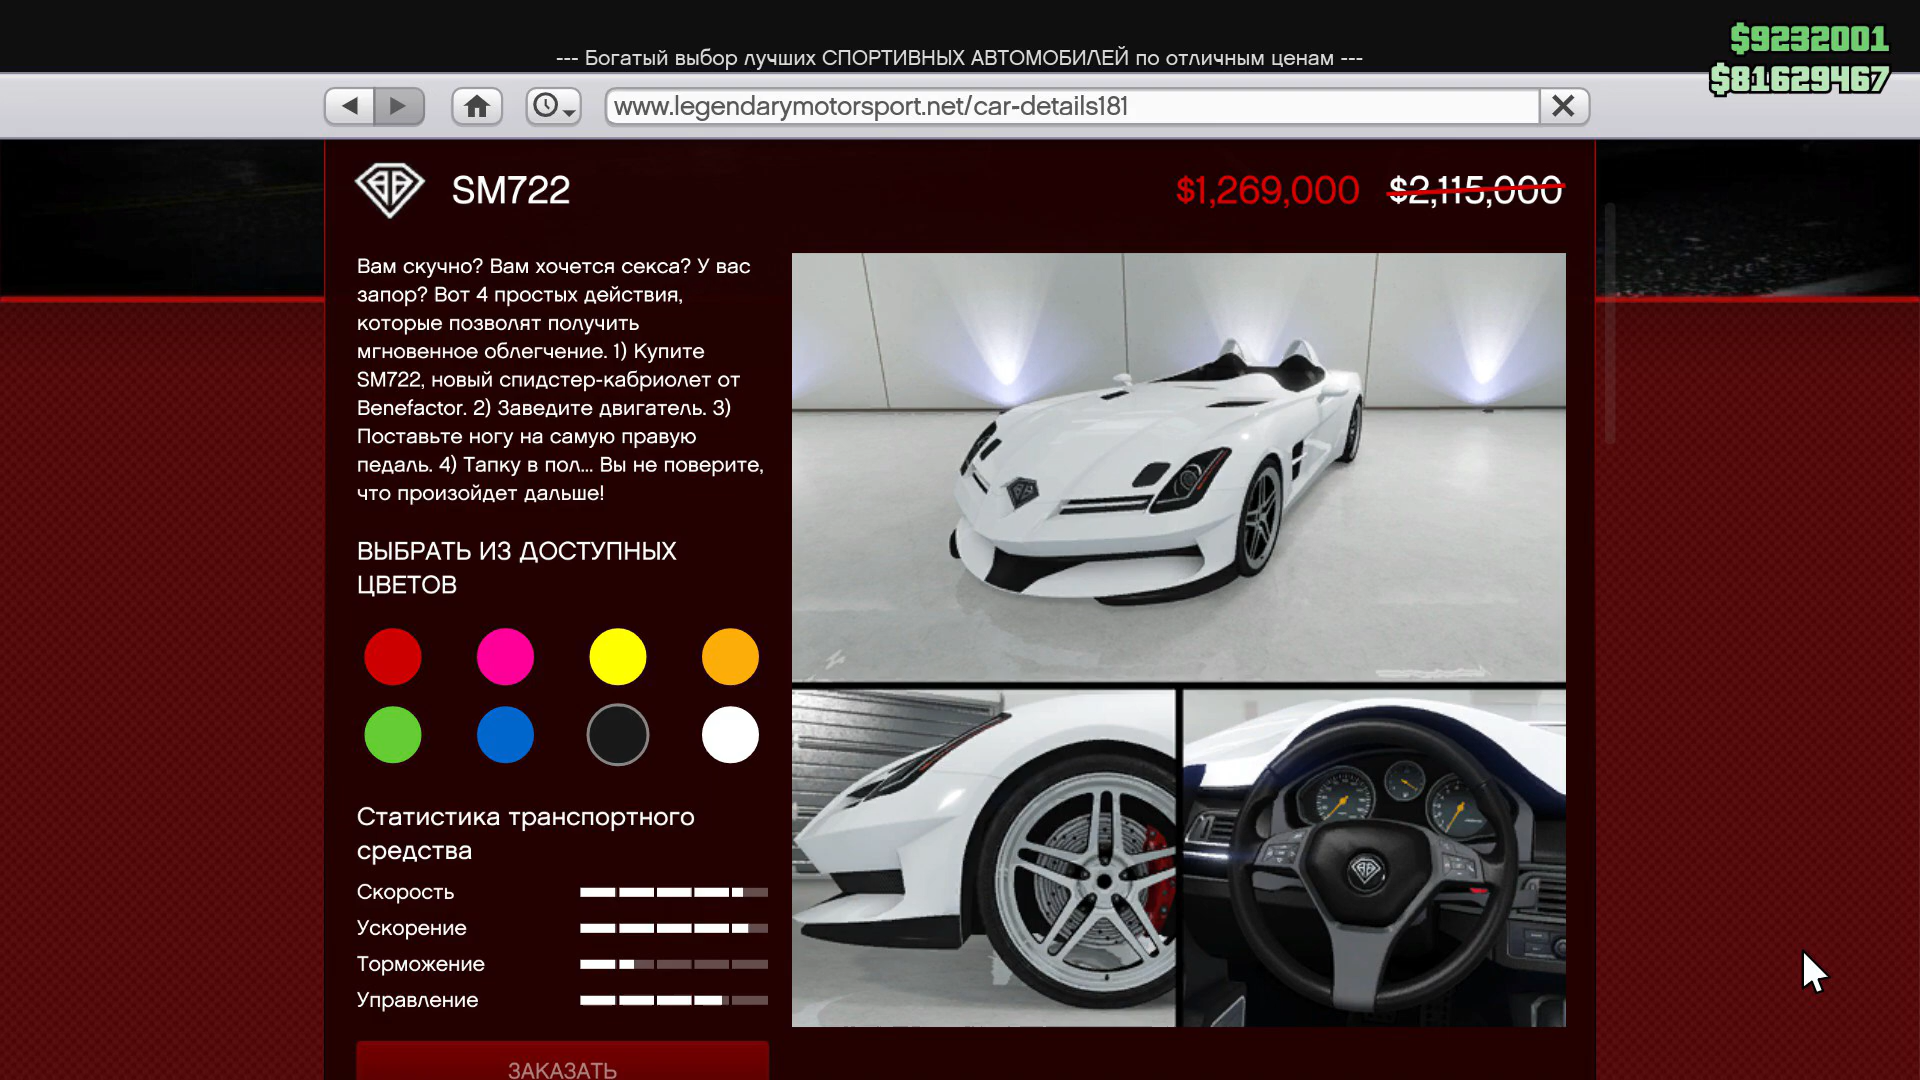 $9232001
--- Богатый выбор лучших СПОРТИВНЫХ АВТОМОБИЛЕЙ по отличным ценам ---
$81629467
www.legendarymotorsport.net/car-details181
SM722
$1,269,000 $2,115,000
Вам скучно? Вам хочется секса? У вас
запор? Вот 4 простых действия,
которые позволят получить
мгновенное облегчение. 1) Купите
SM722, новый спидстер-кабриолет от
Benefactor. 2) Заведите двигатель. 3)
Поставьте ногу на самую правую
педаль. 4) Тапку в пол... Вы не поверите,
что произойдет дальше!
ВЫБРАТЬ ИЗ ДОСТУПНЫХ
ЦВЕТОВ
Статистика транспортного
средства
Скорость
Ускорение
Торможение
Управление
ЗАКАЗАТЬ